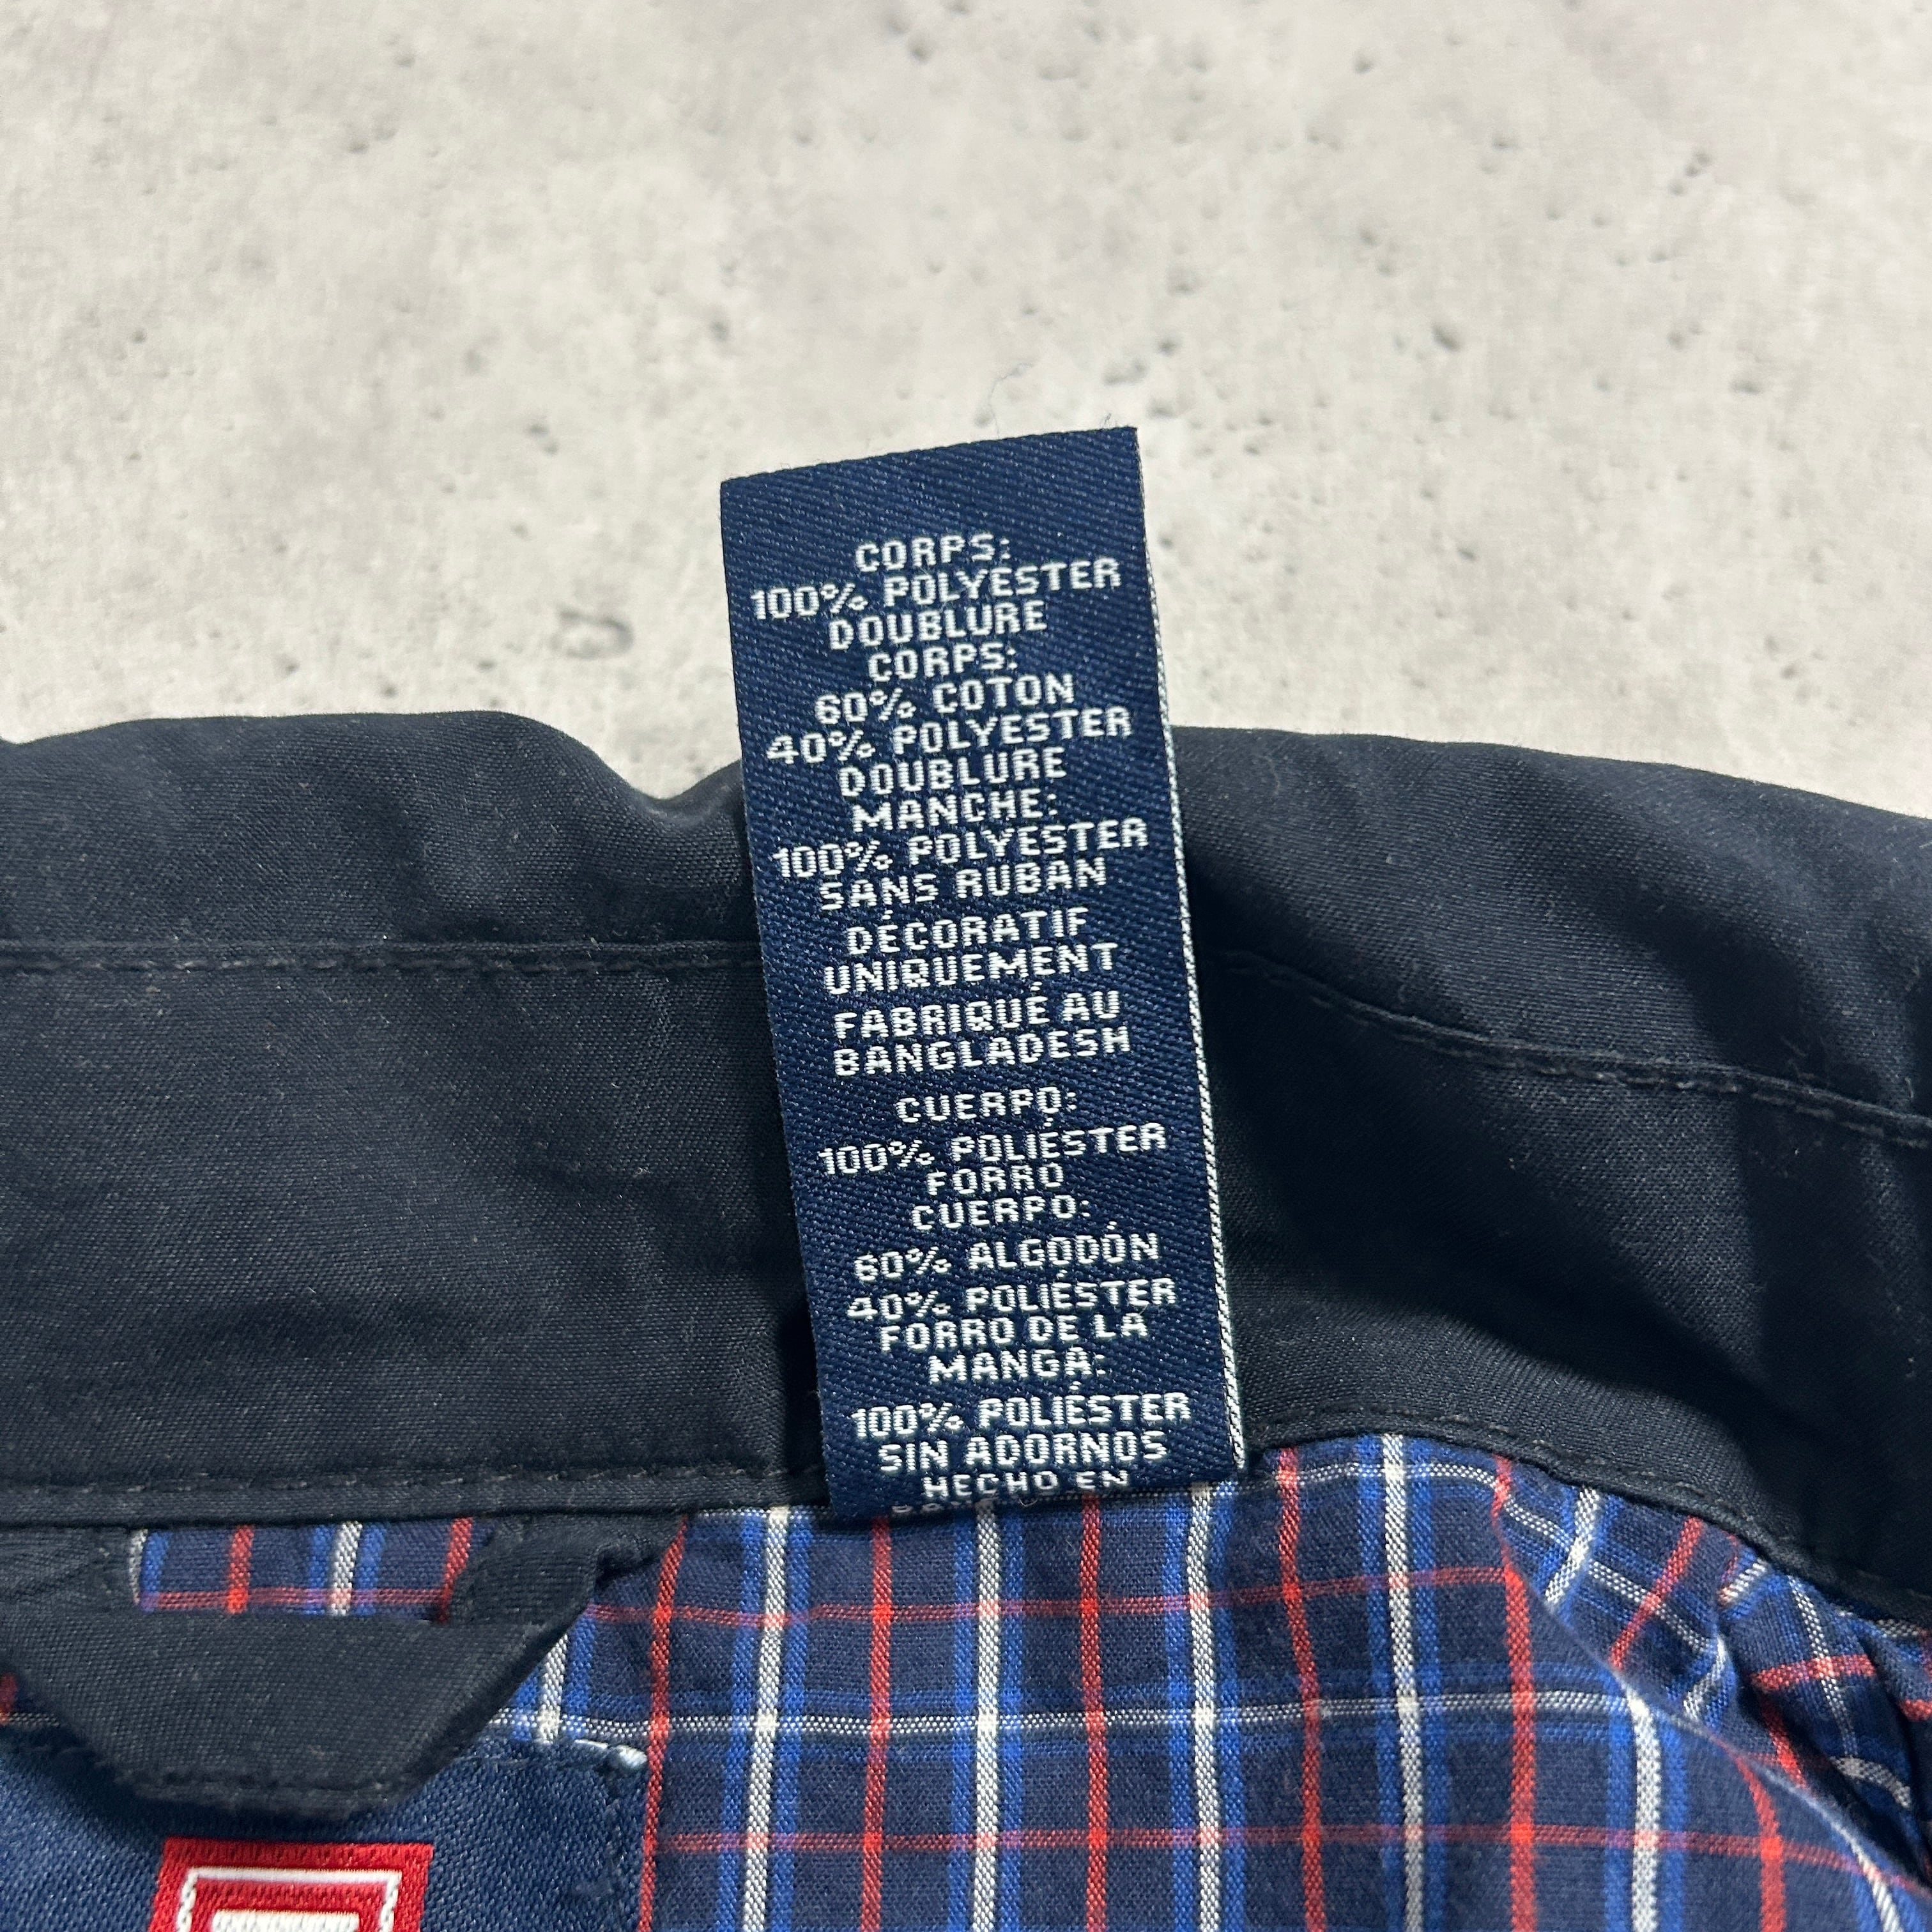 CORPS:
100% POLYESTER
DOUBLURE
CORPS:
60% COTON
40% POLYESTER
DOUBLURE
MANCHE:
100% POLYESTER
SANS RUBAN
DÉCORATIF
UNIQUEMENT
FABRIQUÉ AU
BANGLADESH
CUERPO:
100% POLIÉSTER
FORRO
CUERPO:
60% ALGODÓN
40% POLIÉSTER
FORRO DE LA
MANGA:
100% POLIÉSTER
SIN ADORNOS
HECHO EN